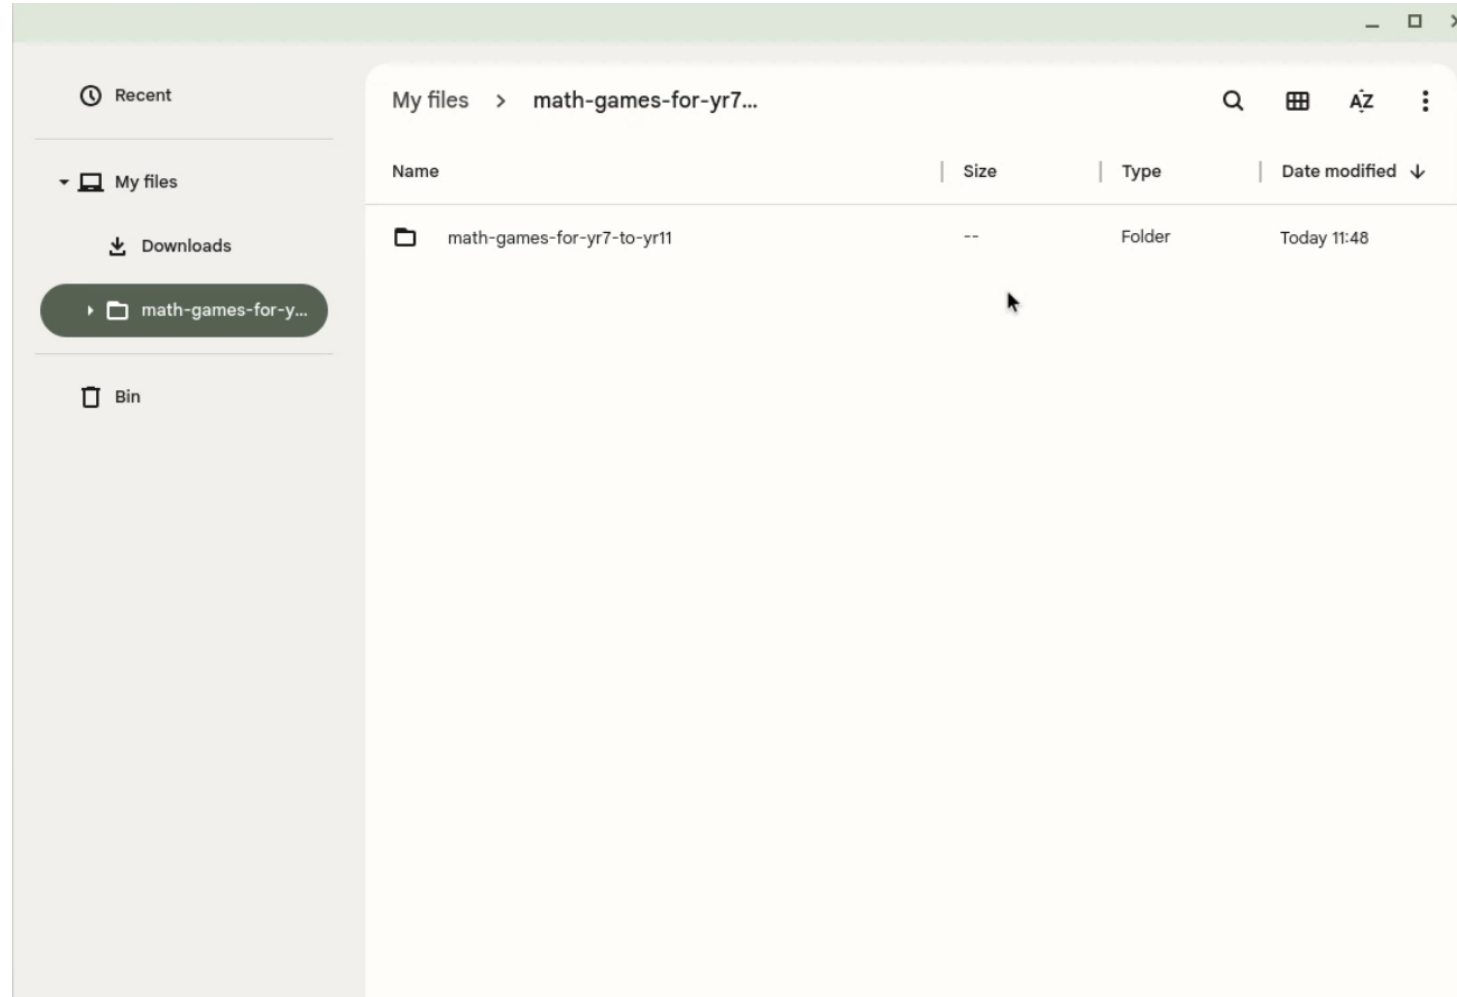 Recent
My files
Downloads
math-games-for-y...
Bin
My files > math-games-for-yr7...
AZ
Name Size Type Date modified
math-games-for-yr7-to-yr11 -- Folder Today 11:48